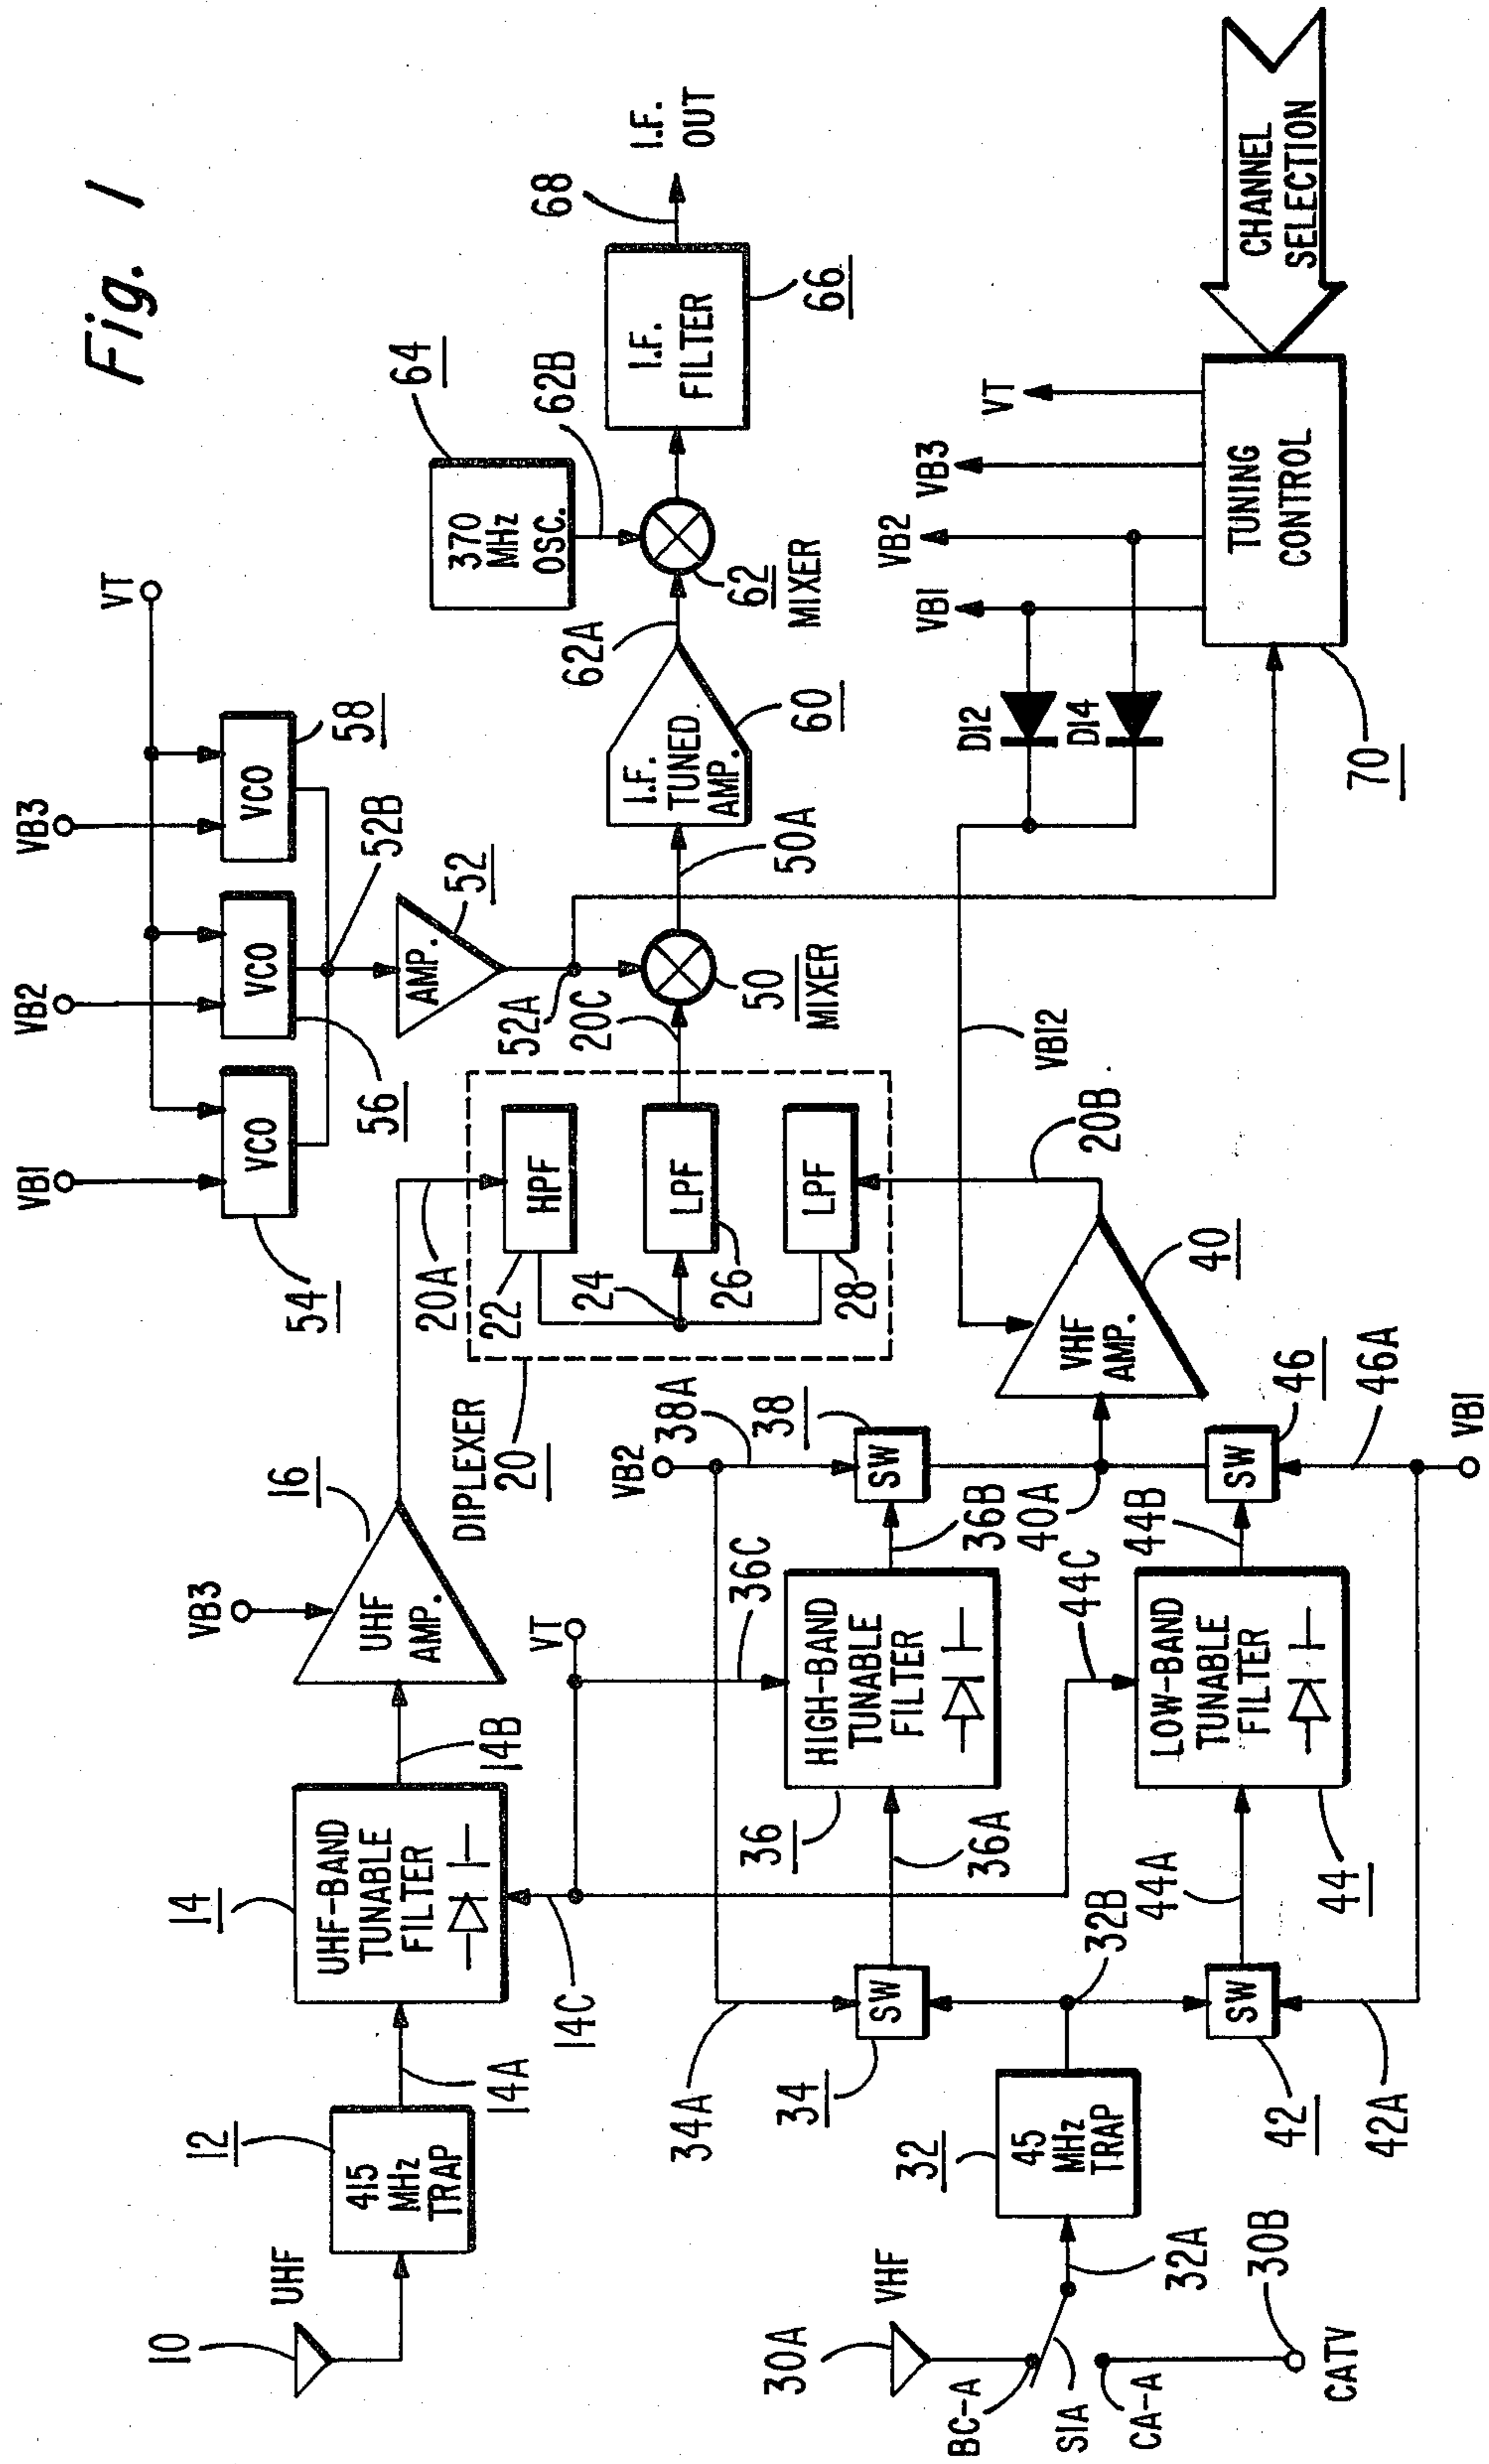 Fig. 1
10
UHF
12
415
MHz
TRAP
14A
14
UHF-BAND
TUNABLE
FILTER
14C
14B
VB3
16
UHF
AMP.
20A
DIPLEXER
20
22
HPF
24
LPF
26
28
LPF
20C
20B
VB1
VB2
VB3
VT
VCO
VCO
VCO
54
56
58
52B
AMP.
52
52A
50
MIXER
50A
I.F.
TUNED
AMP.
60
62A
62
MIXER
62B
370
MHz
OSC.
64
I.F.
FILTER
66
68
I.F.
OUT
30A
VHF
BC-A
S1A
CA-A
30B
CATV
32A
32
45
MHz
TRAP
32B
34A
34
SW
36A
36
HIGH-BAND
TUNABLE
FILTER
36C
VT
36B
VB2
38A
38
SW
40A
VHF
AMP.
40
42
SW
42A
44A
44
LOW-BAND
TUNABLE
FILTER
44C
44B
SW
46
46A
VB1
VB12
D12
D14
VB1
VB2
VB3
VT
TUNING
CONTROL
70
CHANNEL
SELECTION